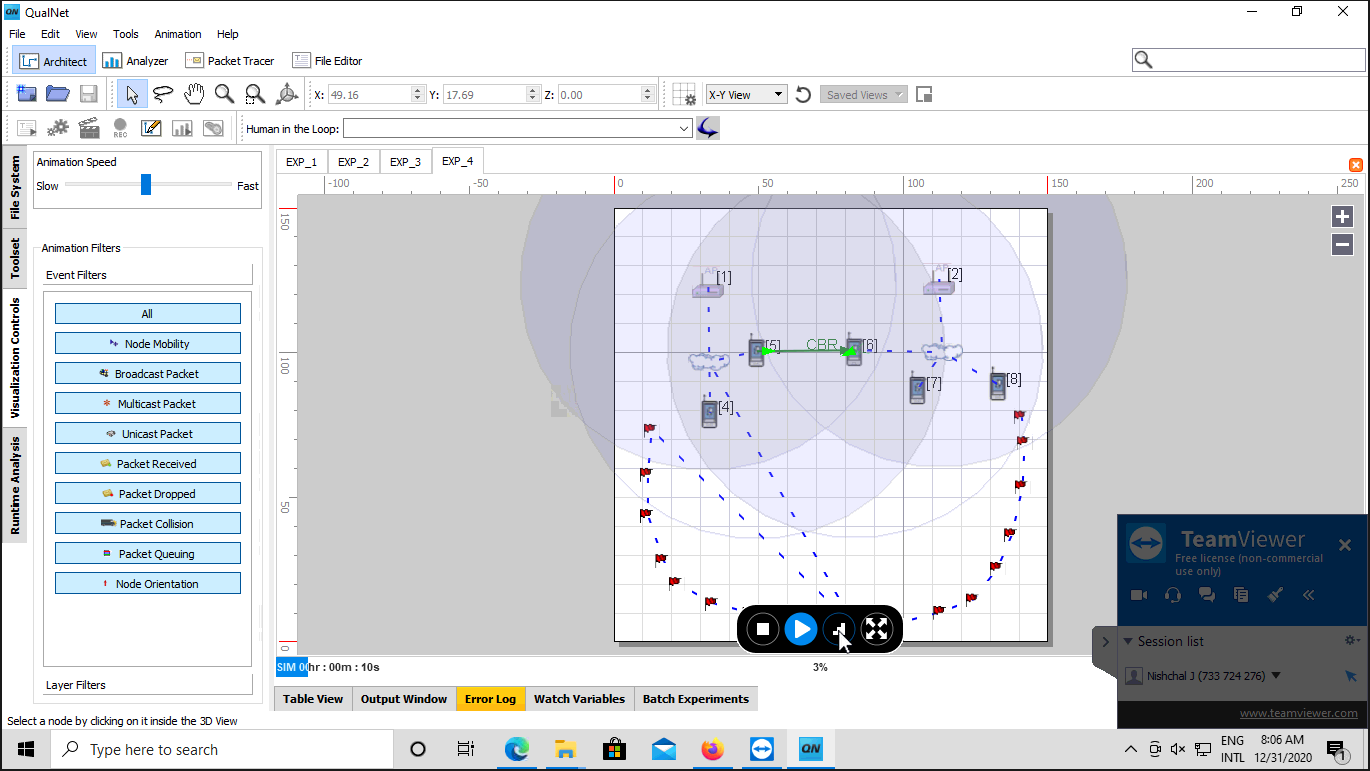 QualNet
File Edit View Tools Animation Help
Architect Analyzer Packet Tracer File Editor
X: 49.16 Y: 17.69 Z: 0.00 X-Y View Saved Views
REC Human in the Loop:
File System
Toolset
Visualization Controls
Runtime Analysis
Animation Speed
Slow Fast
Animation Filters
Event Filters
All
Node Mobility
Broadcast Packet
Multicast Packet
Unicast Packet
Packet Received
Packet Dropped
Packet Collision
Packet Queuing
Node Orientation
Layer Filters
EXP_1 EXP_2 EXP_3 EXP_4
-100 -50 0 50 100 150 200 250
150
100
50
0
AP [1] AP [2]
[5] CBR [6]
[7] [8]
[4]
SIM 00hr : 00m : 10s 3%
Table View Output Window Error Log Watch Variables Batch Experiments
Select a node by clicking on it inside the 3D View
TeamViewer
Free license (non-commercial
use only)
Session list
Nishchal J (733 724 276)
www.teamviewer.com
Type here to search
QN
ENG
INTL
8:06 AM
12/31/2020
1